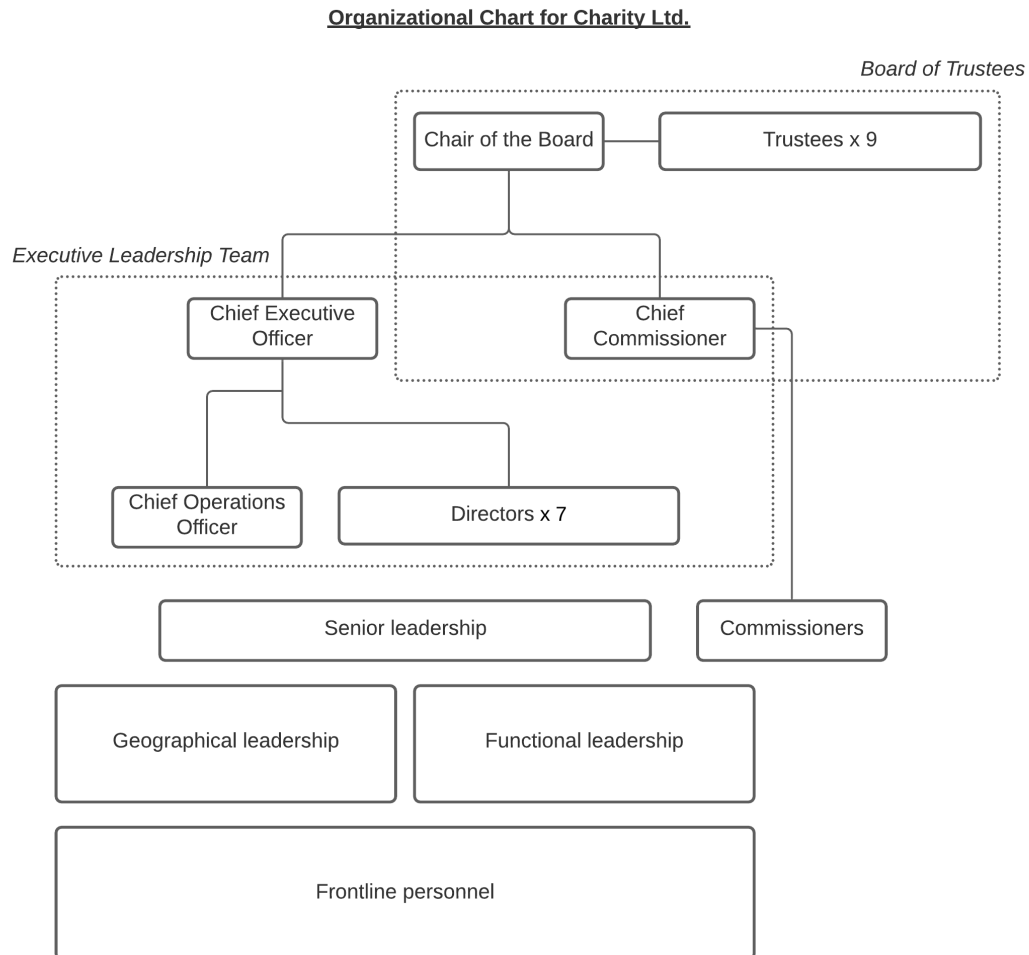 Organizational Chart for Charity Ltd.
Board of Trustees
Chair of the Board
Trustees x 9
Executive Leadership Team
Chief Executive
Officer
Chief
Commissioner
Chief Operations
Officer
Directors x 7
Senior leadership
Commissioners
Geographical leadership
Functional leadership
Frontline personnel